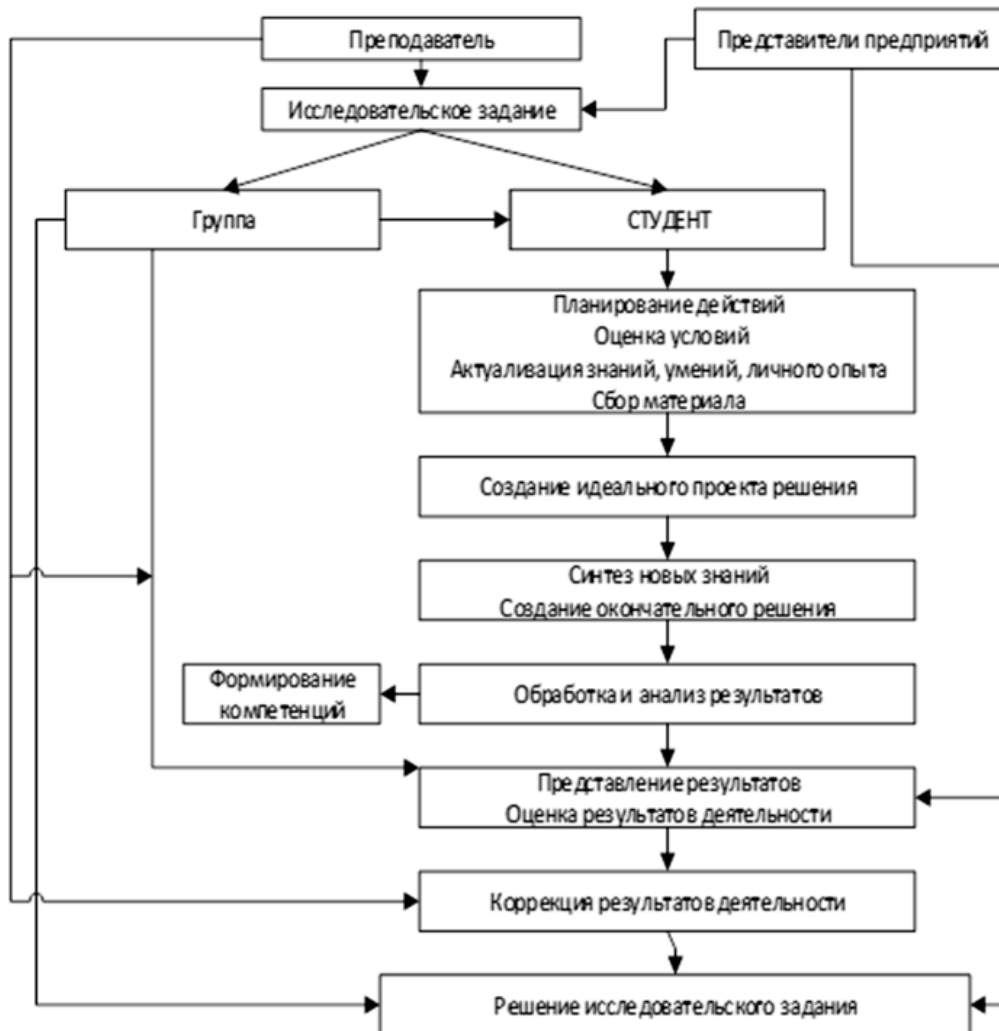 Преподаватель
Представители предприятий
Исследовательское задание
Группа
СТУДЕНТ
Планирование действий
Оценка условий
Актуализация знаний, умений, личного опыта
Сбор материала
Создание идеального проекта решения
Синтез новых знаний
Создание окончательного решения
Формирование
компетенций
Обработка и анализ результатов
Представление результатов
Оценка результатов деятельности
Коррекция результатов деятельности
Решение исследовательского задания